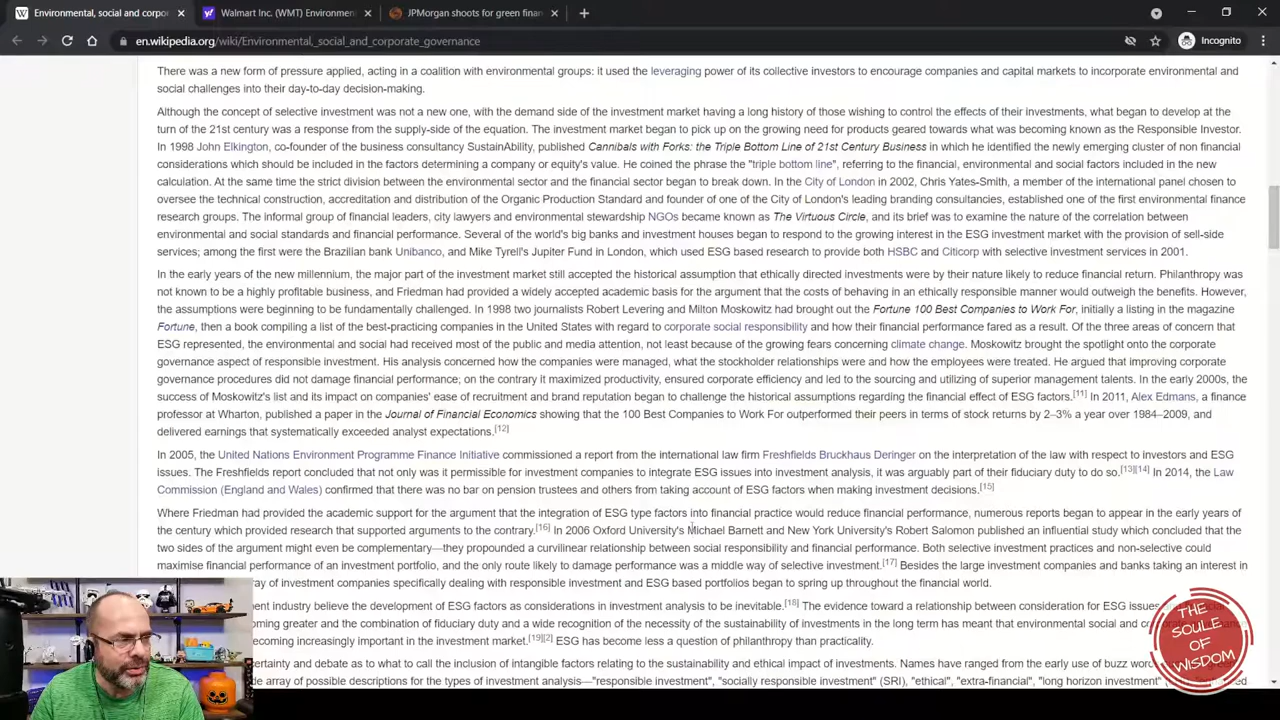 Environmental, social and corpo
Walmart Inc. (WMT) Environmen
JPMorgan shoots for green finan
en.wikipedia.org/wiki/Environmental,_social_and_corporate_governance
Incognito
There was a new form of pressure applied, acting in a coalition with environmental groups: it used the leveraging power of its collective investors to encourage companies and capital markets to incorporate environmental and
social challenges into their day-to-day decision-making.
Although the concept of selective investment was not a new one, with the demand side of the investment market having a long history of those wishing to control the effects of their investments, what began to develop at the
turn of the 21st century was a response from the supply-side of the equation. The investment market began to pick up on the growing need for products geared towards what was becoming known as the Responsible Investor.
In 1998 John Elkington, co-founder of the business consultancy SustainAbility, published Cannibals with Forks: the Triple Bottom Line of 21st Century Business in which he identified the newly emerging cluster of non financial
considerations which should be included in the factors determining a company or equity's value. He coined the phrase the "triple bottom line", referring to the financial, environmental and social factors included in the new
calculation. At the same time the strict division between the environmental sector and the financial sector began to break down. In the City of London in 2002, Chris Yates-Smith, a member of the international panel chosen to
oversee the technical construction, accreditation and distribution of the Organic Production Standard and founder of one of the City of London's leading branding consultancies, established one of the first environmental finance
research groups. The informal group of financial leaders, city lawyers and environmental stewardship NGOs became known as The Virtuous Circle, and its brief was to examine the nature of the correlation between
environmental and social standards and financial performance. Several of the world's big banks and investment houses began to respond to the growing interest in the ESG investment market with the provision of sell-side
services; among the first were the Brazilian bank Unibanco, and Mike Tyrell's Jupiter Fund in London, which used ESG based research to provide both HSBC and Citicorp with selective investment services in 2001.
In the early years of the new millennium, the major part of the investment market still accepted the historical assumption that ethically directed investments were by their nature likely to reduce financial return. Philanthropy was
not known to be a highly profitable business, and Friedman had provided a widely accepted academic basis for the argument that the costs of behaving in an ethically responsible manner would outweigh the benefits. However,
the assumptions were beginning to be fundamentally challenged. In 1998 two journalists Robert Levering and Milton Moskowitz had brought out the Fortune 100 Best Companies to Work For, initially a listing in the magazine
Fortune, then a book compiling a list of the best-practicing companies in the United States with regard to corporate social responsibility and how their financial performance fared as a result. Of the three areas of concern that
ESG represented, the environmental and social had received most of the public and media attention, not least because of the growing fears concerning climate change. Moskowitz brought the spotlight onto the corporate
governance aspect of responsible investment. His analysis concerned how the companies were managed, what the stockholder relationships were and how the employees were treated. He argued that improving corporate
governance procedures did not damage financial performance; on the contrary it maximized productivity, ensured corporate efficiency and led to the sourcing and utilizing of superior management talents. In the early 2000s, the
success of Moskowitz's list and its impact on companies' ease of recruitment and brand reputation began to challenge the historical assumptions regarding the financial effect of ESG factors.[11] In 2011, Alex Edmans, a finance
professor at Wharton, published a paper in the Journal of Financial Economics showing that the 100 Best Companies to Work For outperformed their peers in terms of stock returns by 2–3% a year over 1984–2009, and
delivered earnings that systematically exceeded analyst expectations.[12]
In 2005, the United Nations Environment Programme Finance Initiative commissioned a report from the international law firm Freshfields Bruckhaus Deringer on the interpretation of the law with respect to investors and ESG
issues. The Freshfields report concluded that not only was it permissible for investment companies to integrate ESG issues into investment analysis, it was arguably part of their fiduciary duty to do so.[13][14] In 2014, the Law
Commission (England and Wales) confirmed that there was no bar on pension trustees and others from taking account of ESG factors when making investment decisions.[15]
Where Friedman had provided the academic support for the argument that the integration of ESG type factors into financial practice would reduce financial performance, numerous reports began to appear in the early years of
the century which provided research that supported arguments to the contrary.[16] In 2006 Oxford University's Michael Barnett and New York University's Robert Salomon published an influential study which concluded that the
two sides of the argument might even be complementary—they propounded a curvilinear relationship between social responsibility and financial performance. Both selective investment practices and non-selective could
maximise financial performance of an investment portfolio, and the only route likely to damage performance was a middle way of selective investment.[17] Besides the large investment companies and banks taking an interest in
ray of investment companies specifically dealing with responsible investment and ESG based portfolios began to spring up throughout the financial world.
ment industry believe the development of ESG factors as considerations in investment analysis to be inevitable.[18] The evidence toward a relationship between consideration for ESG issues
oming greater and the combination of fiduciary duty and a wide recognition of the necessity of the sustainability of investments in the long term has meant that environmental social and co
ecoming increasingly important in the investment market.[19][2] ESG has become less a question of philanthropy than practicality.
certainty and debate as to what to call the inclusion of intangible factors relating to the sustainability and ethical impact of investments. Names have ranged from the early use of buzz wor
de array of possible descriptions for the types of investment analysis—"responsible investment", "socially responsible investment" (SRI), "ethical", "extra-financial", "long horizon investment"
THE
SOULE
OF
WISDOM